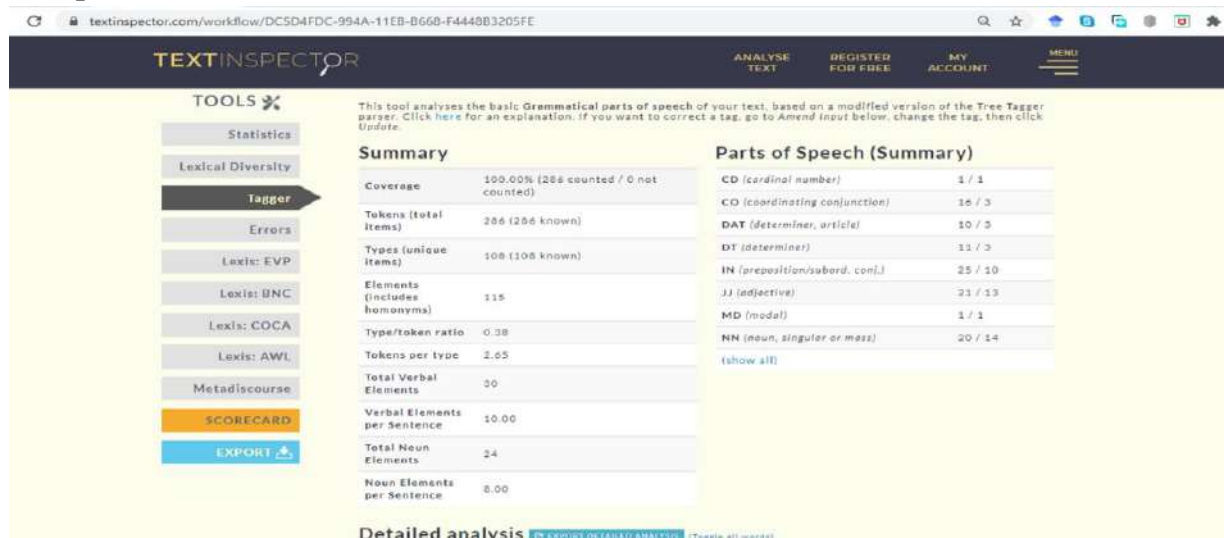 textinspector.com/workflow/DC5D4FDC-994A-11EB-B668-F4448B3205FE
TEXTINSPECTOR
ANALYSE TEXT
REGISTER FOR FREE
MY ACCOUNT
MENU
TOOLS
Statistics
Lexical Diversity
Tagger
Errors
Lexis: EVP
Lexis: BNC
Lexis: COCA
Lexis: AWL
Metadiscourse
SCORECARD
EXPORT
This tool analyses the basic Grammatical parts of speech of your text, based on a modified version of the Tree Tagger
parser. Click here for an explanation. If you want to correct a tag, go to Amend Input below, change the tag, then click
Update.
Summary
Coverage 100.00% (286 counted / 0 not
counted)
Tokens (total
items) 286 (286 known)
Types (unique
items) 108 (108 known)
Elements
(includes
homonyms) 115
Type/token ratio 0.38
Tokens per type 2.65
Total Verbal
Elements 30
Verbal Elements
per Sentence 10.00
Total Noun
Elements 24
Noun Elements
per Sentence 8.00
Parts of Speech (Summary)
CD (cardinal number) 1 / 1
CO (coordinating conjunction) 16 / 3
DAT (determiner, article) 10 / 3
DT (determiner) 11 / 3
IN (preposition/subord. conj.) 25 / 10
JJ (adjective) 21 / 13
MD (modal) 1 / 1
NN (noun, singular or mass) 20 / 14
(show all)
Detailed analysis EXPORT DETAILED ANALYSIS (Toggle all words)